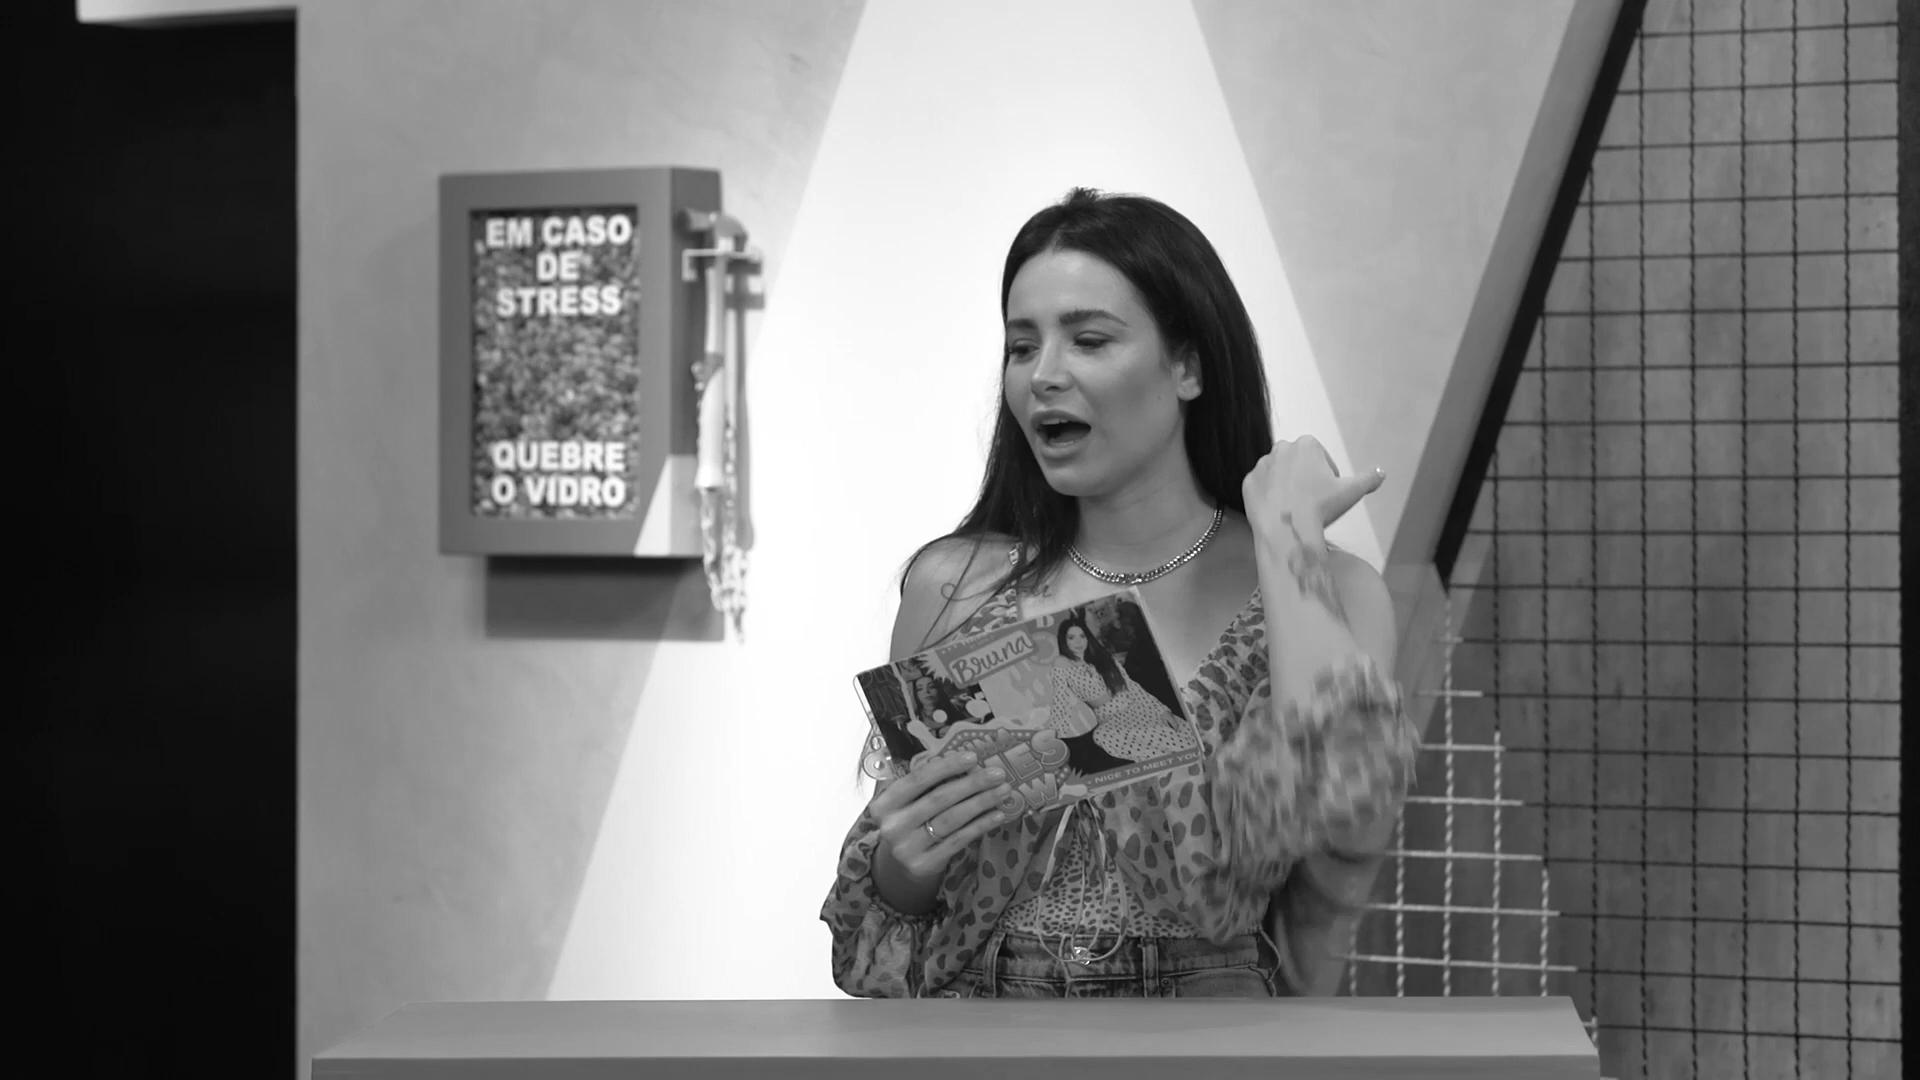 EM CASO
DE
STRESS
QUEBRE
O VIDRO
Bruna
NICE TO MEET YOU